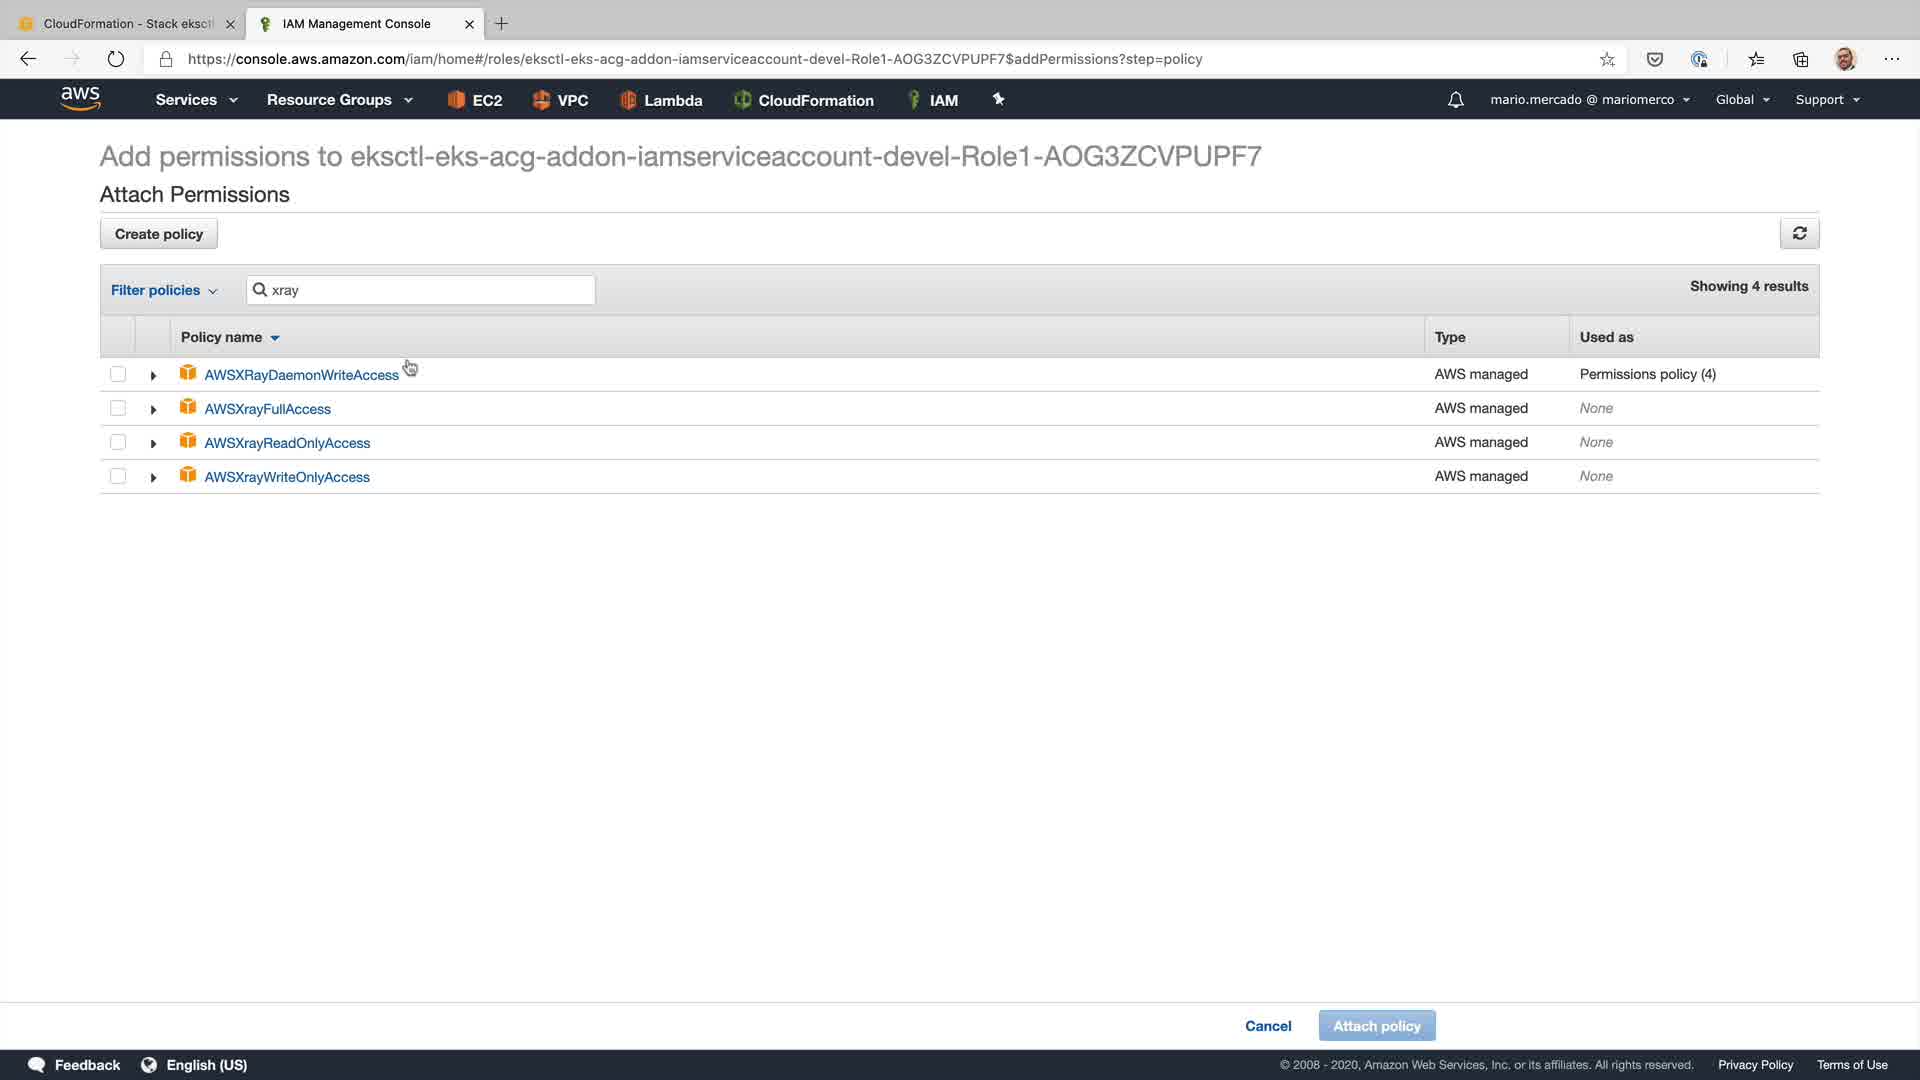 CloudFormation - Stack eksctl
IAM Management Console
https://console.aws.amazon.com/iam/home#/roles/eksctl-eks-acg-addon-iamserviceaccount-devel-Role1-AOG3ZCVPUPF7$addPermissions?step=policy
aws
Services
Resource Groups
EC2
VPC
Lambda
CloudFormation
IAM
mario.mercado @ mariomerco
Global
Support
Add permissions to eksctl-eks-acg-addon-iamserviceaccount-devel-Role1-AOG3ZCVPUPF7
Attach Permissions
Create policy
Filter policies
xray
Showing 4 results
Policy name
Type
Used as
AWSXRayDaemonWriteAccess
AWS managed
Permissions policy (4)
AWSXrayFullAccess
AWS managed
None
AWSXrayReadOnlyAccess
AWS managed
None
AWSXrayWriteOnlyAccess
AWS managed
None
Cancel
Attach policy
Feedback
English (US)
© 2008 - 2020, Amazon Web Services, Inc. or its affiliates. All rights reserved.
Privacy Policy
Terms of Use